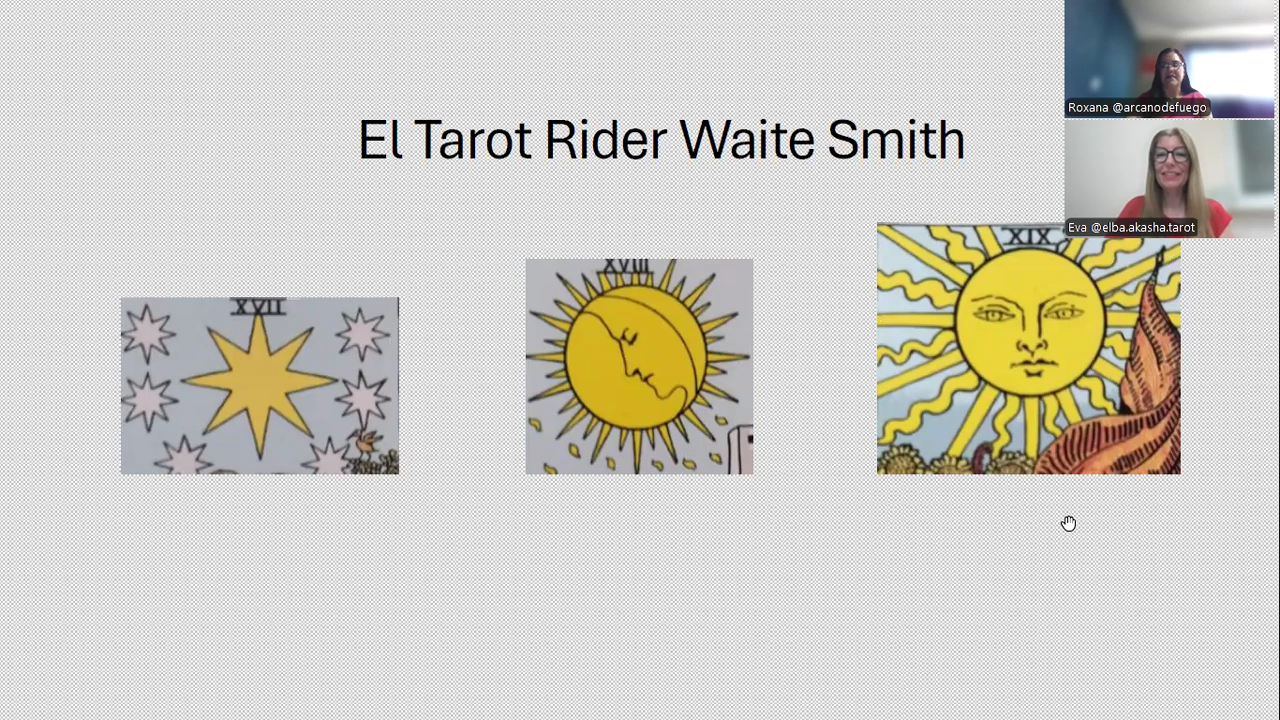 El Tarot Rider Waite Smith
Roxana @arcanodefuego
Eva @elba.akasha.tarot
XVII
XVIII
XIX